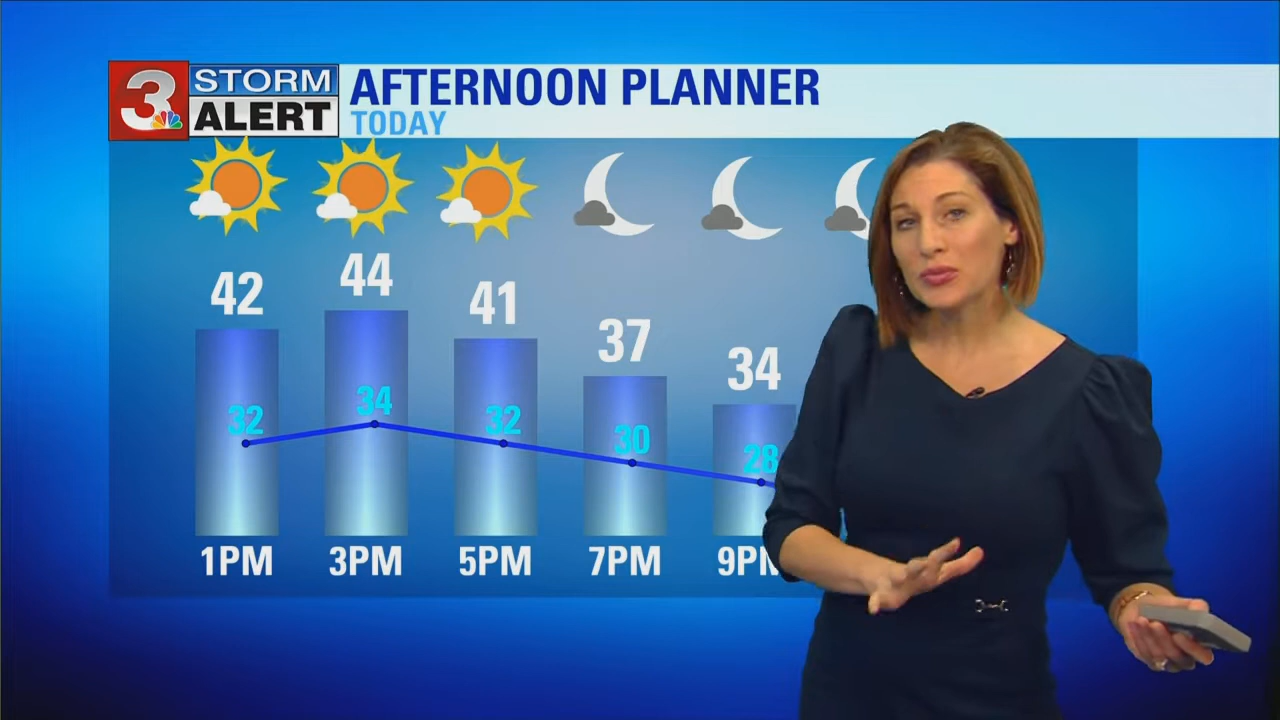 3 STORM
ALERT
AFTERNOON PLANNER
TODAY
42 44 41 37 34
32 34 32 30 28
1PM 3PM 5PM 7PM 9PM